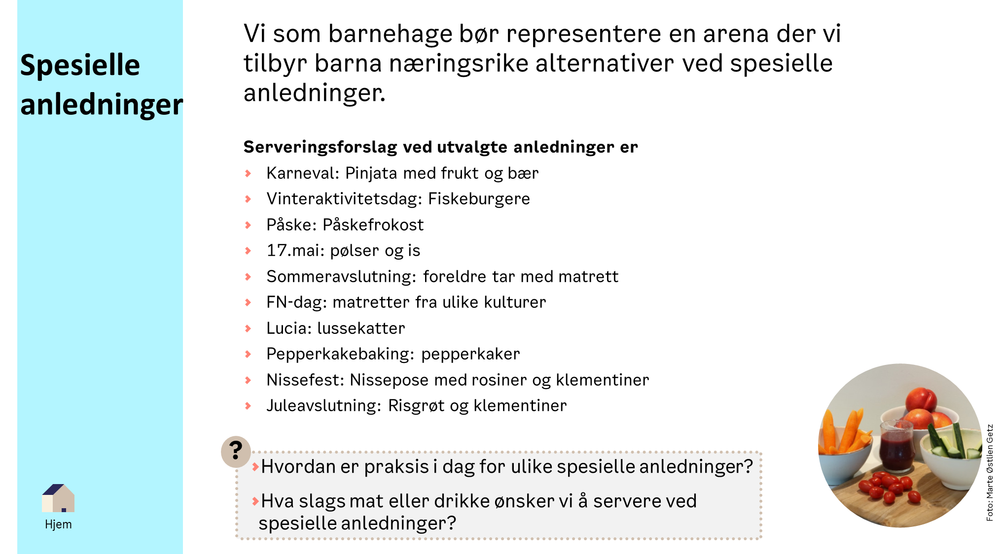 Spesielle
anledninger
Vi som barnehage bør representere en arena der vi
tilbyr barna næringsrike alternativer ved spesielle
anledninger.
Serveringsforslag ved utvalgte anledninger er
Karneval: Pinjata med frukt og bær
Vinteraktivitetsdag: Fiskeburgere
Påske: Påskefrokost
17.mai: pølser og is
Sommeravslutning: foreldre tar med matrett
FN-dag: matretter fra ulike kulturer
Lucia: lussekatter
Pepperkakebaking: pepperkaker
Nissefest: Nissepose med rosiner og klementiner
Juleavslutning: Risgrøt og klementiner
?
Hvordan er praksis i dag for ulike spesielle anledninger?
Hva slags mat eller drikke ønsker vi å servere ved
spesielle anledninger?
Hjem
Foto: Marte Østlien Getz